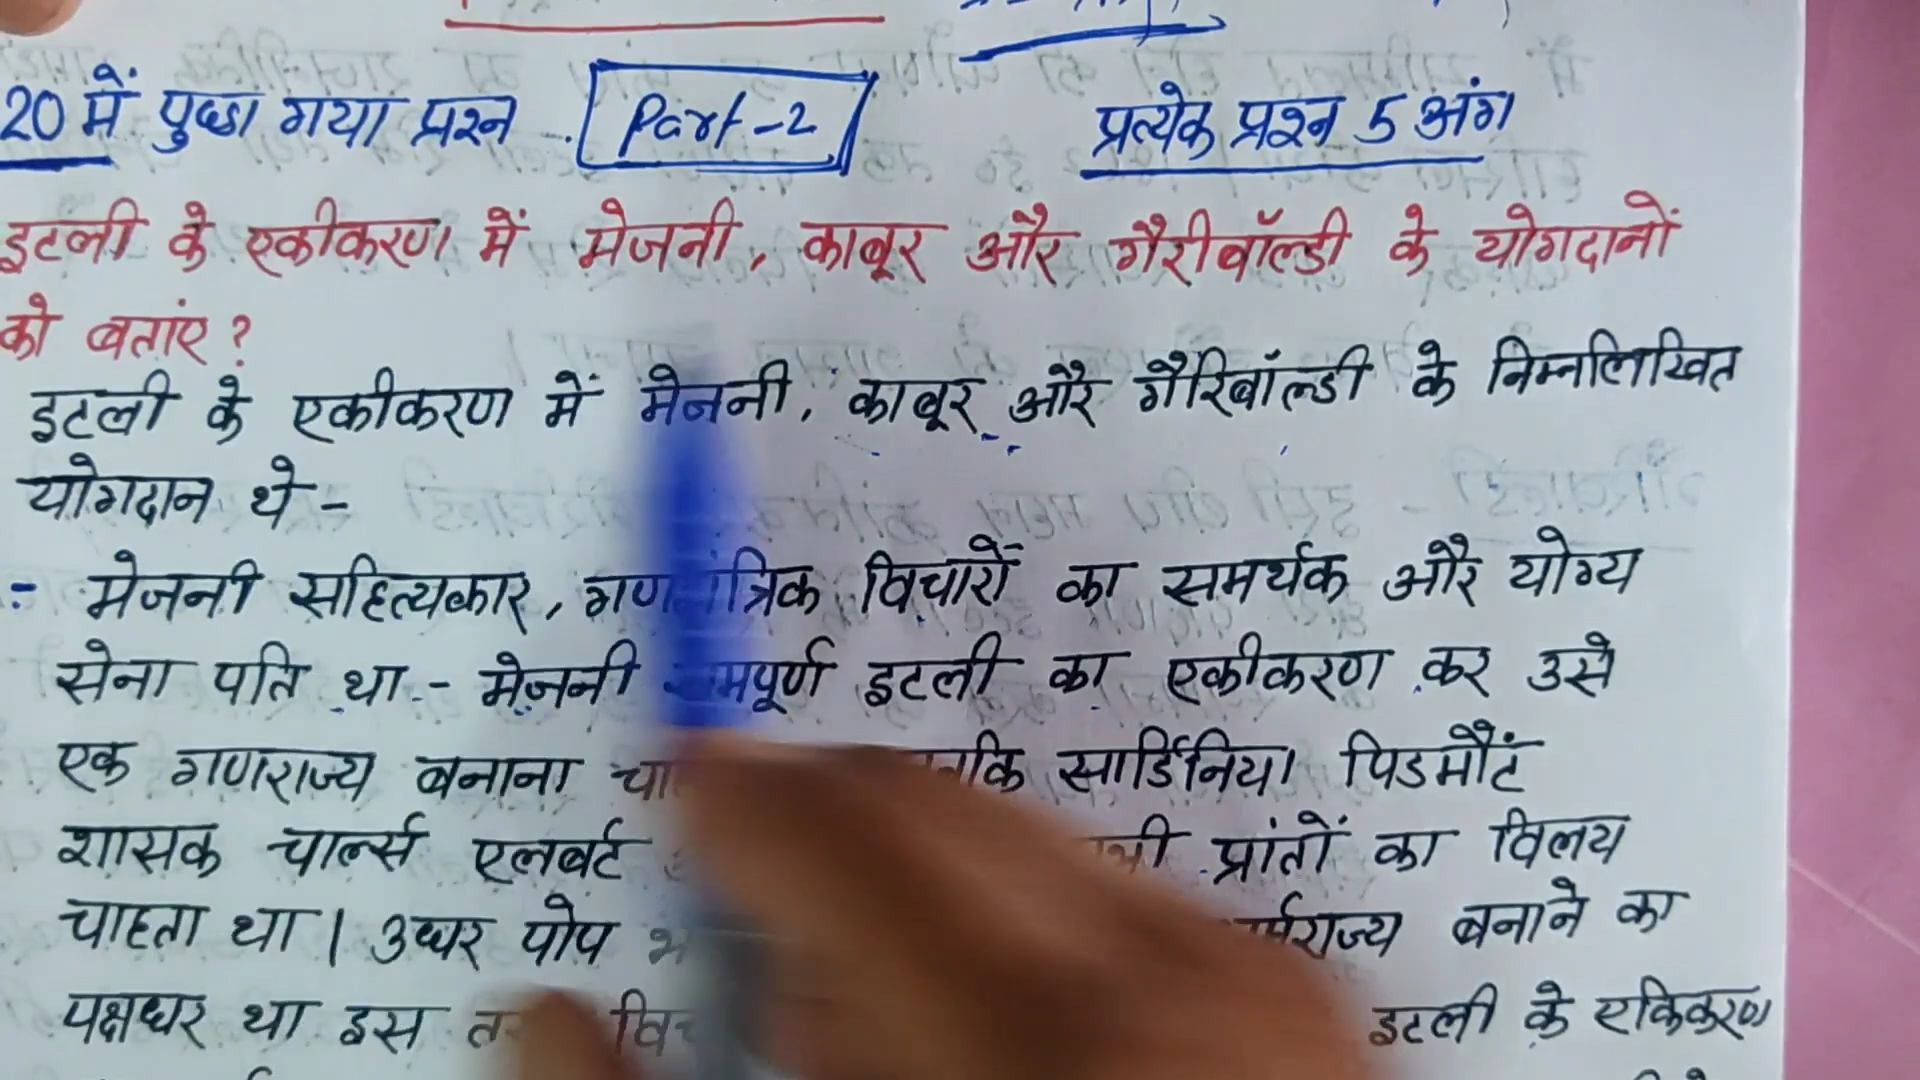 20 में पुछा गया प्रश्न - Part-2 प्रत्येक प्रश्न 5 अंग
इटली के एकीकरण में मेजनी, काबूर और गैरीबॉल्डी के योगदानों
को बताएं?
इटली के एकीकरण में मेजनी, काबूर और गैरिबॉल्डी के निम्नलिखित
योगदान थे -
:- मेजनी सहित्यकार, विचारों का समर्थक और योग्य
सेना पति था - मेजनी इटली का एकीकरण कर उसे
एक गणराज्य बनाना सार्डिनिया पिडमौंट
शासक चार्ल्स एलबर्ट प्रांतों का विलय
चाहता था | उधर पोप बनाने का
पक्षधर था इस इटली के एकिकरण